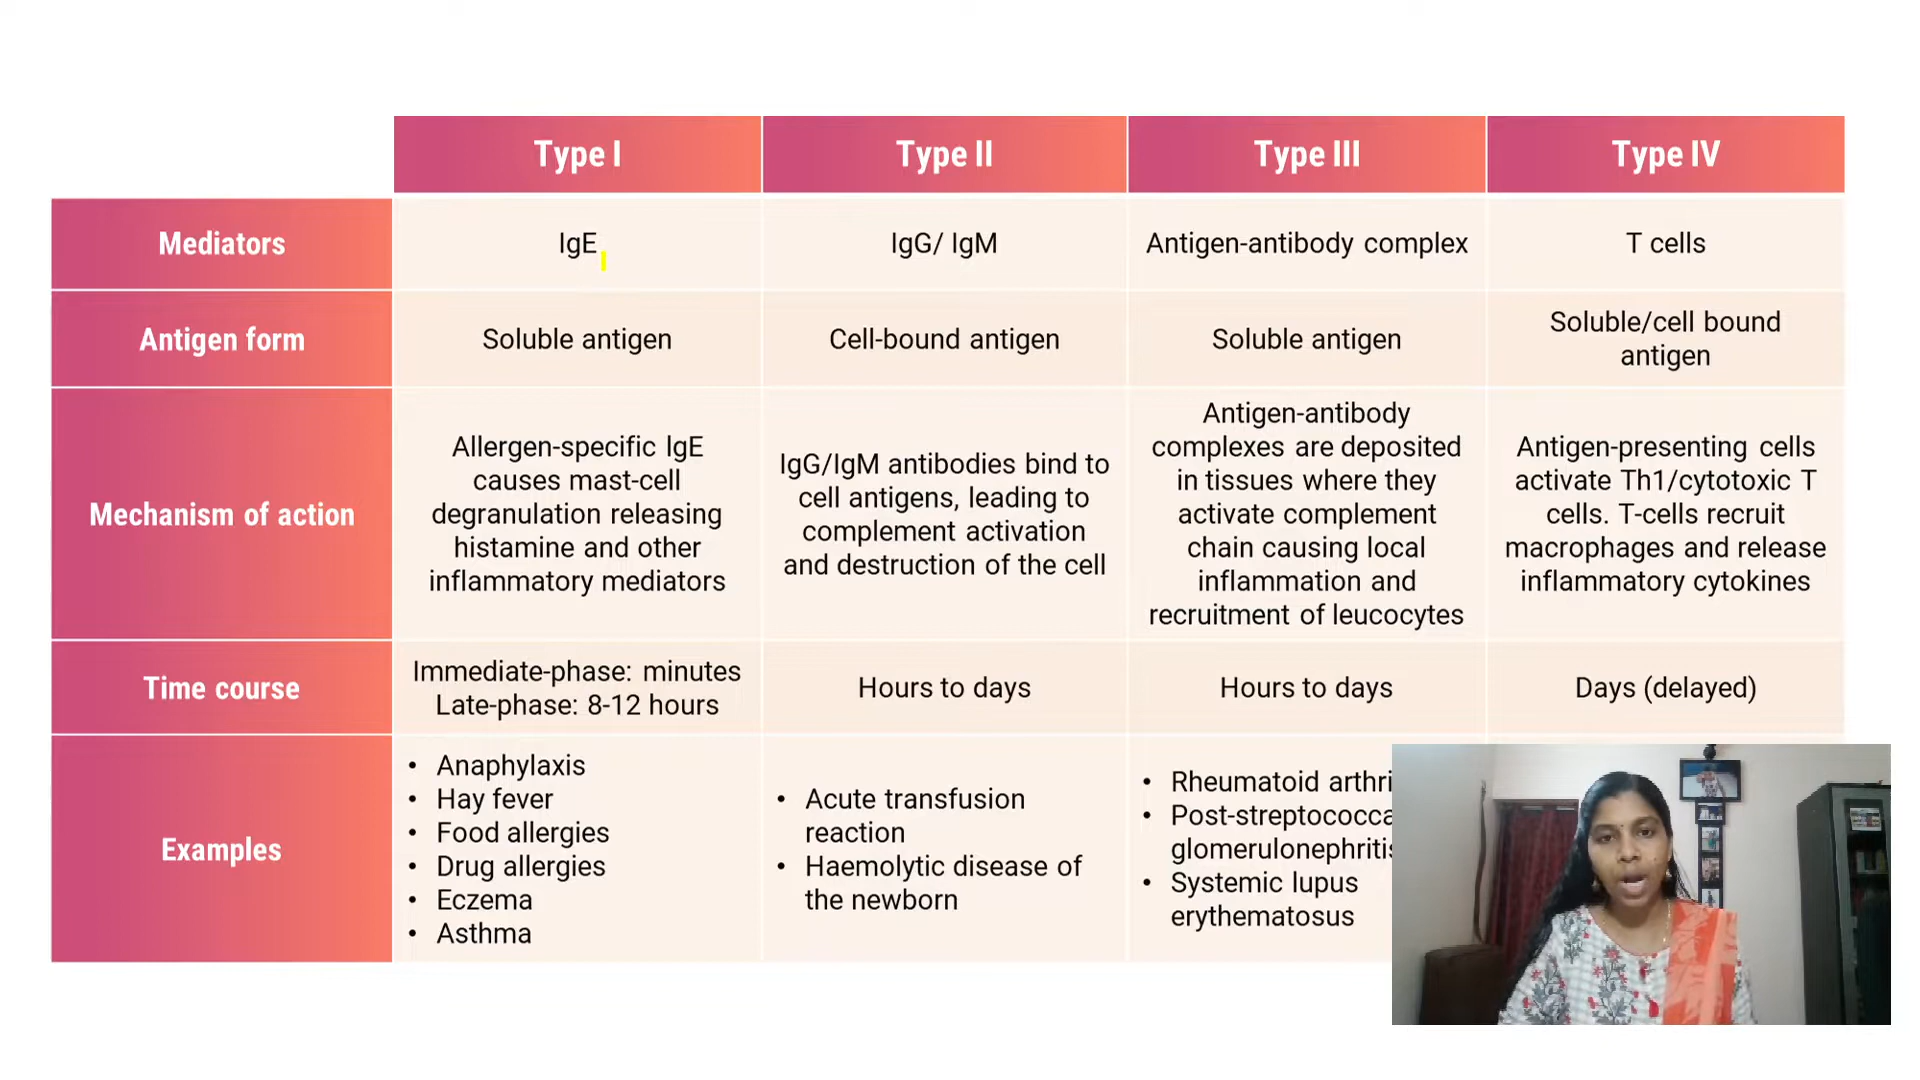 Type I
Type II
Type III
Type IV
Mediators
IgE
IgG/ IgM
Antigen-antibody complex
T cells
Antigen form
Soluble antigen
Cell-bound antigen
Soluble antigen
Soluble/cell bound
antigen
Mechanism of action
Allergen-specific IgE
causes mast-cell
degranulation releasing
histamine and other
inflammatory mediators
IgG/IgM antibodies bind to
cell antigens, leading to
complement activation
and destruction of the cell
Antigen-antibody
complexes are deposited
in tissues where they
activate complement
chain causing local
inflammation and
recruitment of leucocytes
Antigen-presenting cells
activate Th1/cytotoxic T
cells. T-cells recruit
macrophages and release
inflammatory cytokines
Time course
Immediate-phase: minutes
Late-phase: 8-12 hours
Hours to days
Hours to days
Days (delayed)
Examples
• Anaphylaxis
• Hay fever
• Food allergies
• Drug allergies
• Eczema
• Asthma
• Acute transfusion
reaction
• Haemolytic disease of
the newborn
• Rheumatoid arthri
• Post-streptococca
glomerulonephritis
• Systemic lupus
erythematosus